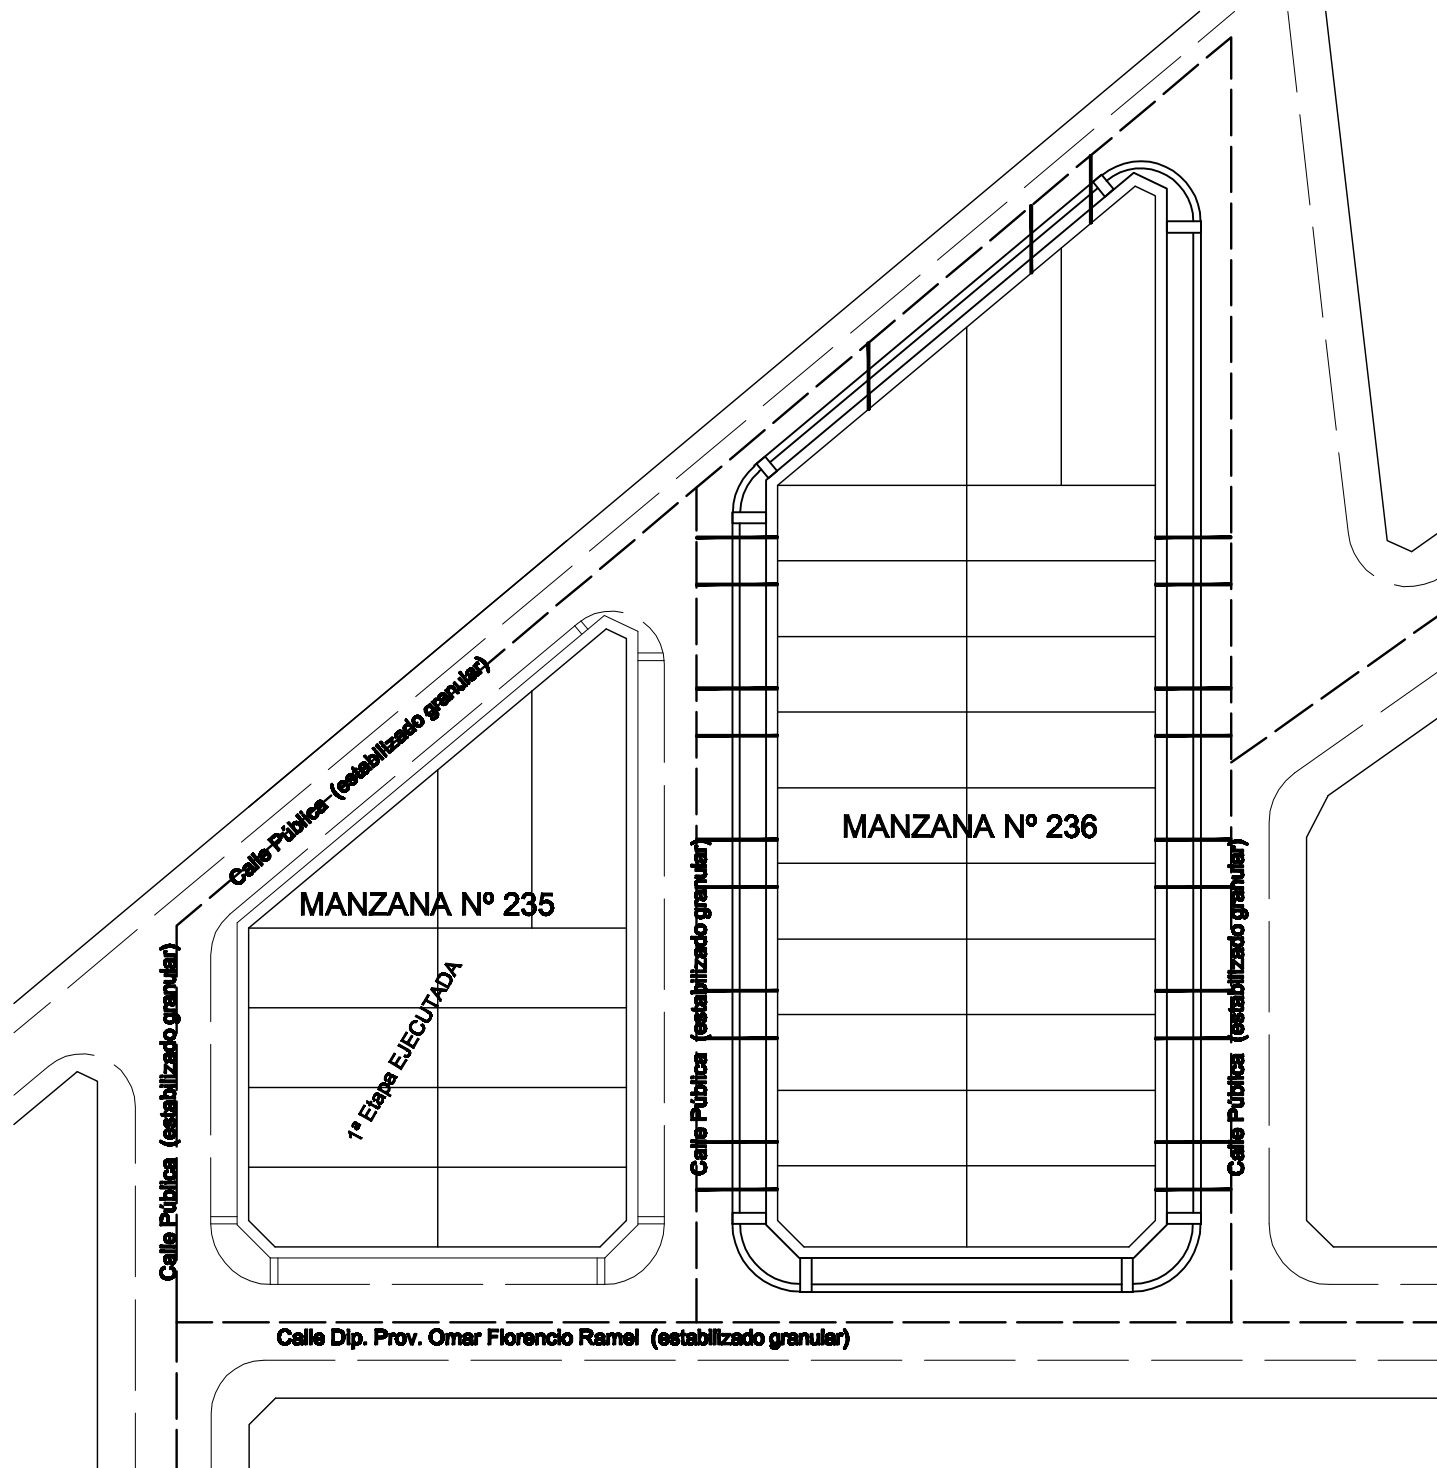 MANZANA Nº 236
Calle Pública (estabilizado granular)
MANZANA Nº 235
1ª Etapa EJECUTADA
Calle Pública (estabilizado granular)
Calle Pública (estabilizado granular)
Calle Pública (estabilizado granular)
Calle Dip. Prov. Omar Florencio Ramel (estabilizado granular)